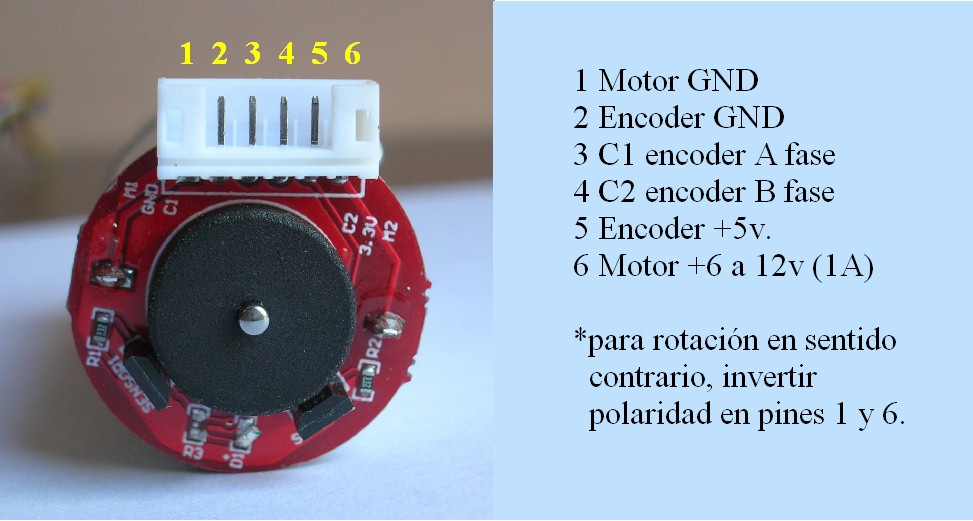 1 2 3 4 5 6
M1
GND
C1
C2
3.3V
M2
R1
SENSOR1
R2
332
R3
D1
S
1 Motor GND
2 Encoder GND
3 C1 encoder A fase
4 C2 encoder B fase
5 Encoder +5v.
6 Motor +6 a 12v (1A)
*para rotación en sentido
contrario, invertir
polaridad en pines 1 y 6.